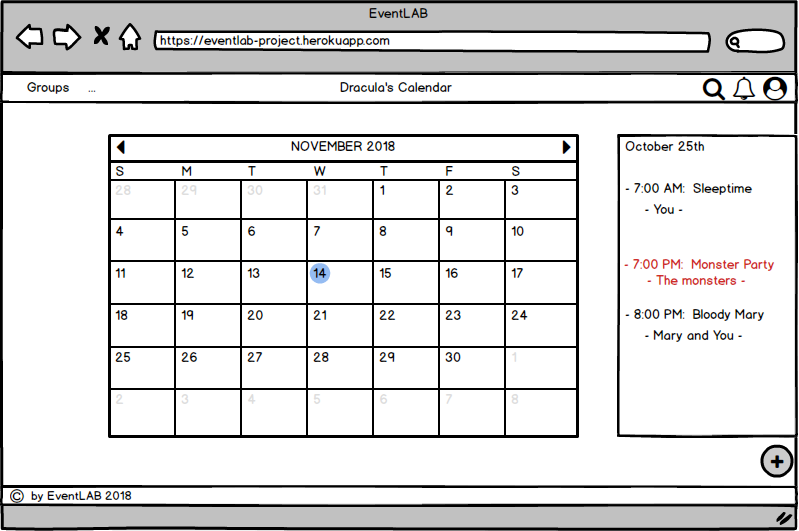 EventLAB
https://eventlab-project.herokuapp.com
Groups ... Dracula's Calendar
NOVEMBER 2018
S M T W T F S
28 29 30 31 1 2 3
4 5 6 7 8 9 10
11 12 13 14 15 16 17
18 19 20 21 22 23 24
25 26 27 28 29 30 1
2 3 4 5 6 7 8
October 25th
- 7:00 AM: Sleeptime
- You -
- 7:00 PM: Monster Party
- The monsters -
- 8:00 PM: Bloody Mary
- Mary and You -
© by EventLAB 2018